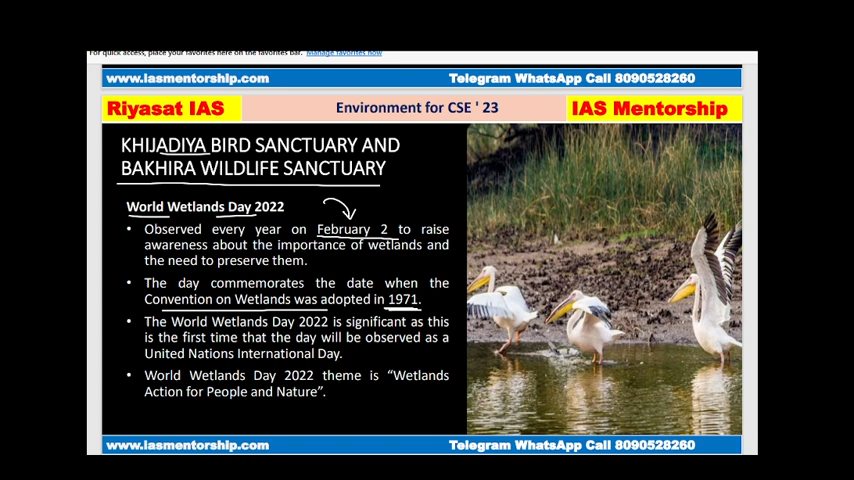 For quick access, place your favorites here on the favorites bar. Manage favorites now
www.iasmentorship.com Telegram WhatsApp Call 8090528260
Riyasat IAS Environment for CSE ' 23 IAS Mentorship
KHIJADIYA BIRD SANCTUARY AND
BAKHIRA WILDLIFE SANCTUARY
World Wetlands Day 2022
• Observed every year on February 2 to raise
awareness about the importance of wetlands and
the need to preserve them.
• The day commemorates the date when the
Convention on Wetlands was adopted in 1971.
• The World Wetlands Day 2022 is significant as this
is the first time that the day will be observed as a
United Nations International Day.
• World Wetlands Day 2022 theme is “Wetlands
Action for People and Nature”.
www.iasmentorship.com Telegram WhatsApp Call 8090528260